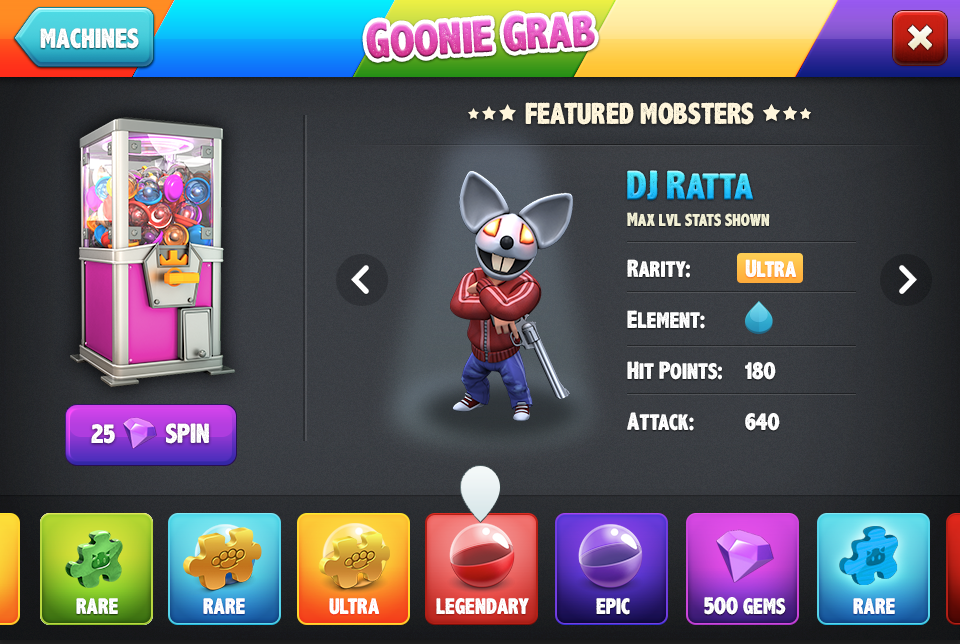 MACHINES
GOONIE GRAB
FEATURED MOBSTERS
DJ RATTA
MAX LVL STATS SHOWN
RARITY: ULTRA
ELEMENT:
HIT POINTS: 180
ATTACK: 640
25 SPIN
RARE
RARE
ULTRA
LEGENDARY
EPIC
500 GEMS
RARE